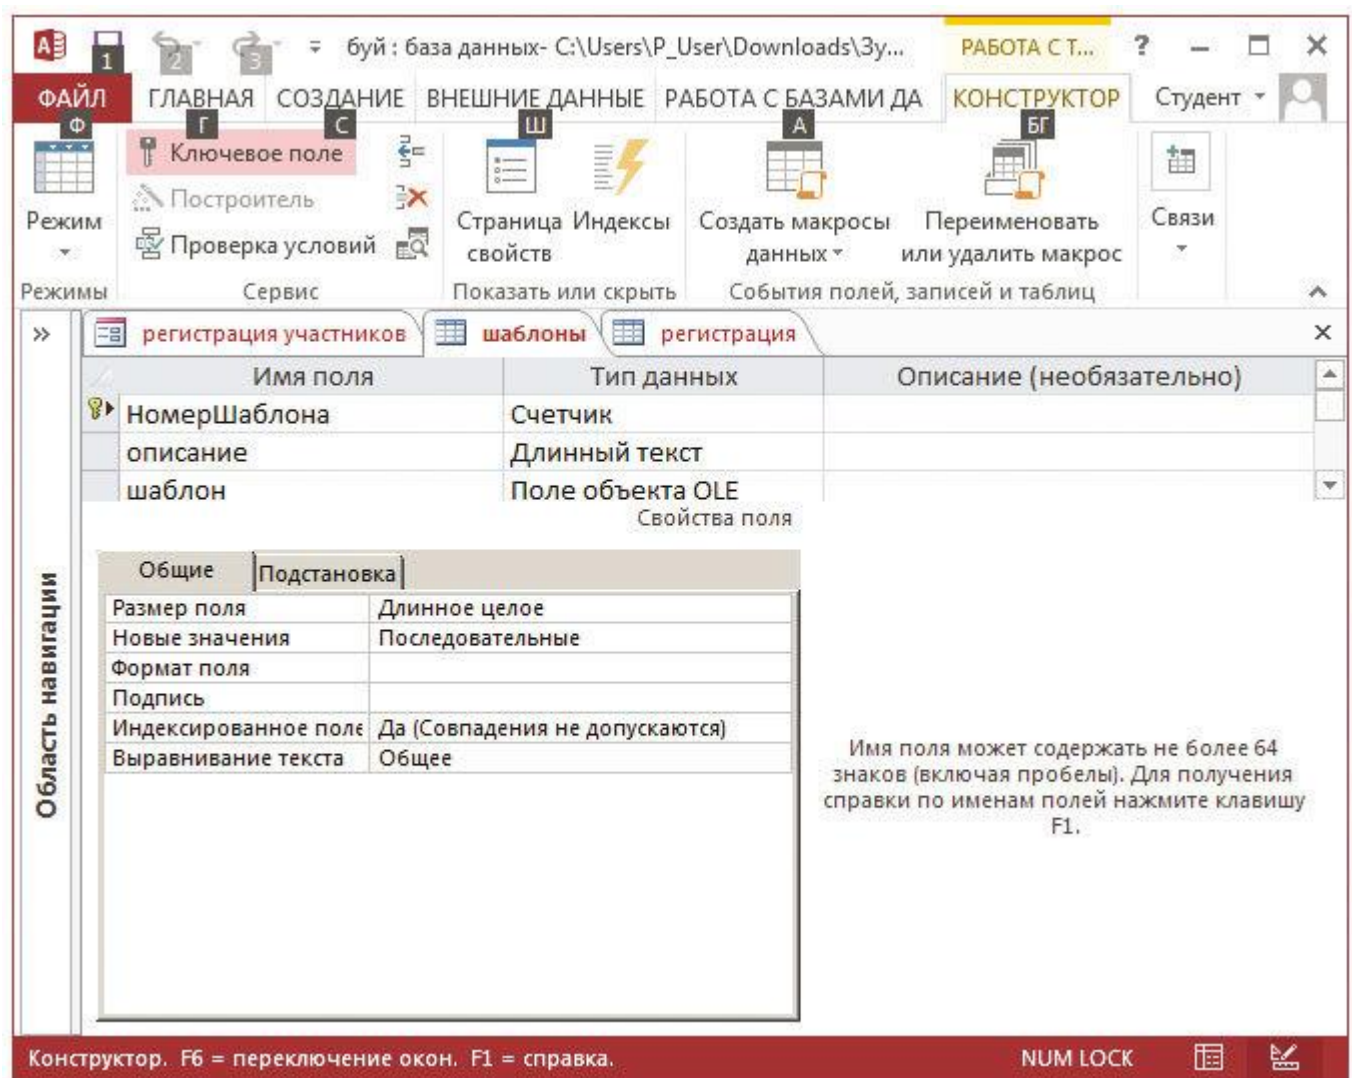 1 2 3 буй : база данных- C:\Users\P_User\Downloads\Зу... РАБОТА С Т... ?
ФАЙЛ ГЛАВНАЯ СОЗДАНИЕ ВНЕШНИЕ ДАННЫЕ РАБОТА С БАЗАМИ ДА КОНСТРУКТОР Студент
Ф Г С Ш А БГ
Ключевое поле
Построитель
Проверка условий
Режим
Страница свойств
Индексы
Создать макросы данных
Переименовать или удалить макрос
Связи
Режимы Сервис Показать или скрыть События полей, записей и таблиц
» регистрация участников шаблоны регистрация
Имя поля Тип данных Описание (необязательно)
НомерШаблона Счетчик
описание Длинный текст
шаблон Поле объекта OLE
Свойства поля
Область навигации
Общие Подстановка
Размер поля Длинное целое
Новые значения Последовательные
Формат поля
Подпись
Индексированное поле Да (Совпадения не допускаются)
Выравнивание текста Общее
Имя поля может содержать не более 64
знаков (включая пробелы). Для получения
справки по именам полей нажмите клавишу
F1.
Конструктор. F6 = переключение окон. F1 = справка. NUM LOCK